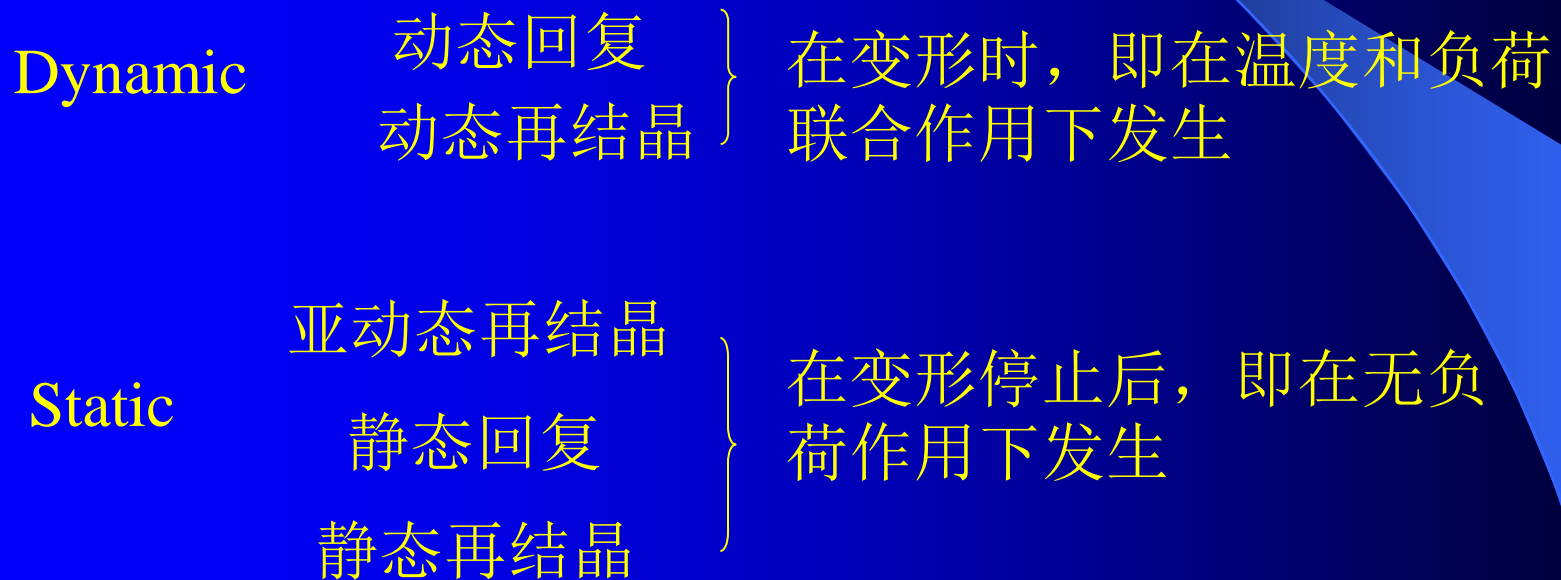 Dynamic
动态回复
动态再结晶
在变形时，即在温度和负荷
联合作用下发生
Static
亚动态再结晶
静态回复
静态再结晶
在变形停止后，即在无负
荷作用下发生